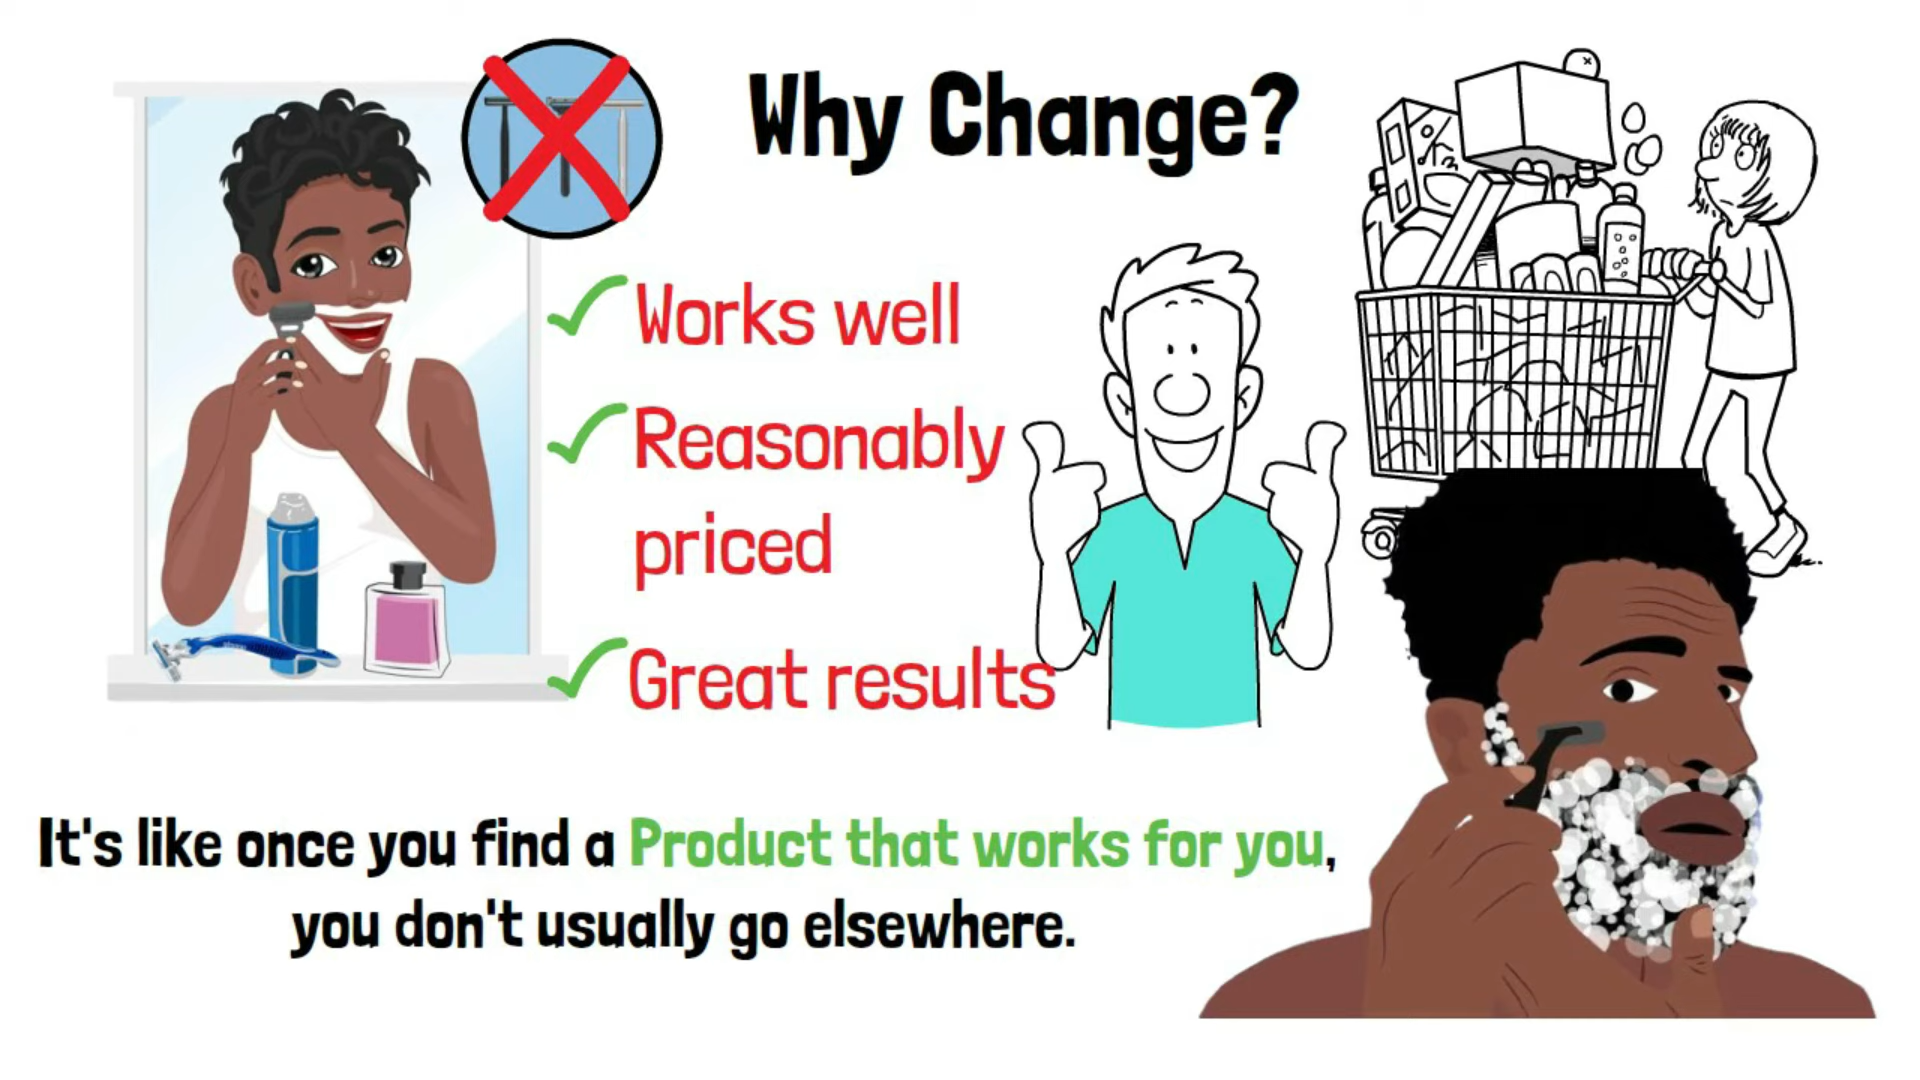 Why Change?
Works well
Reasonably
priced
Great results
It's like once you find a Product that works for you,
you don't usually go elsewhere.